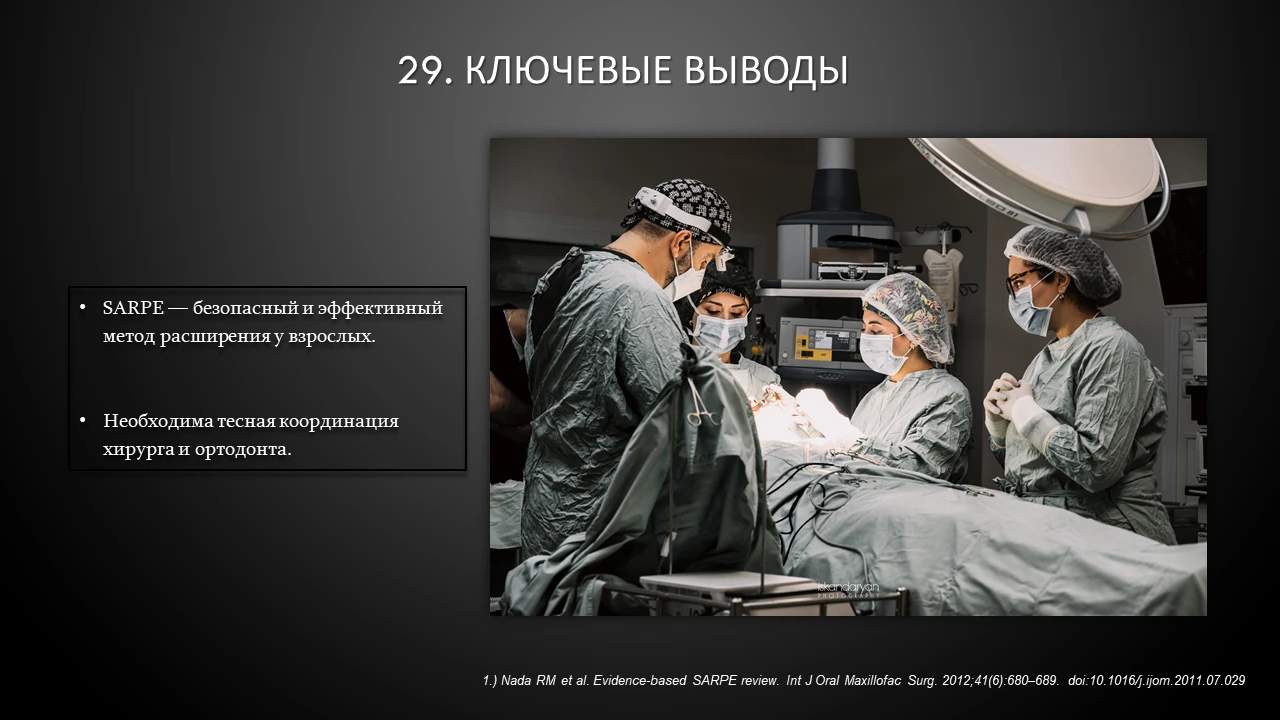 29. КЛЮЧЕВЫЕ ВЫВОДЫ
• SARPE — безопасный и эффективный
метод расширения у взрослых.
• Необходима тесная координация
хирурга и ортодонта.
iskandaryan
PHOTOGRAPHY
1.) Nada RM et al. Evidence-based SARPE review. Int J Oral Maxillofac Surg. 2012;41(6):680–689. doi:10.1016/j.ijom.2011.07.029